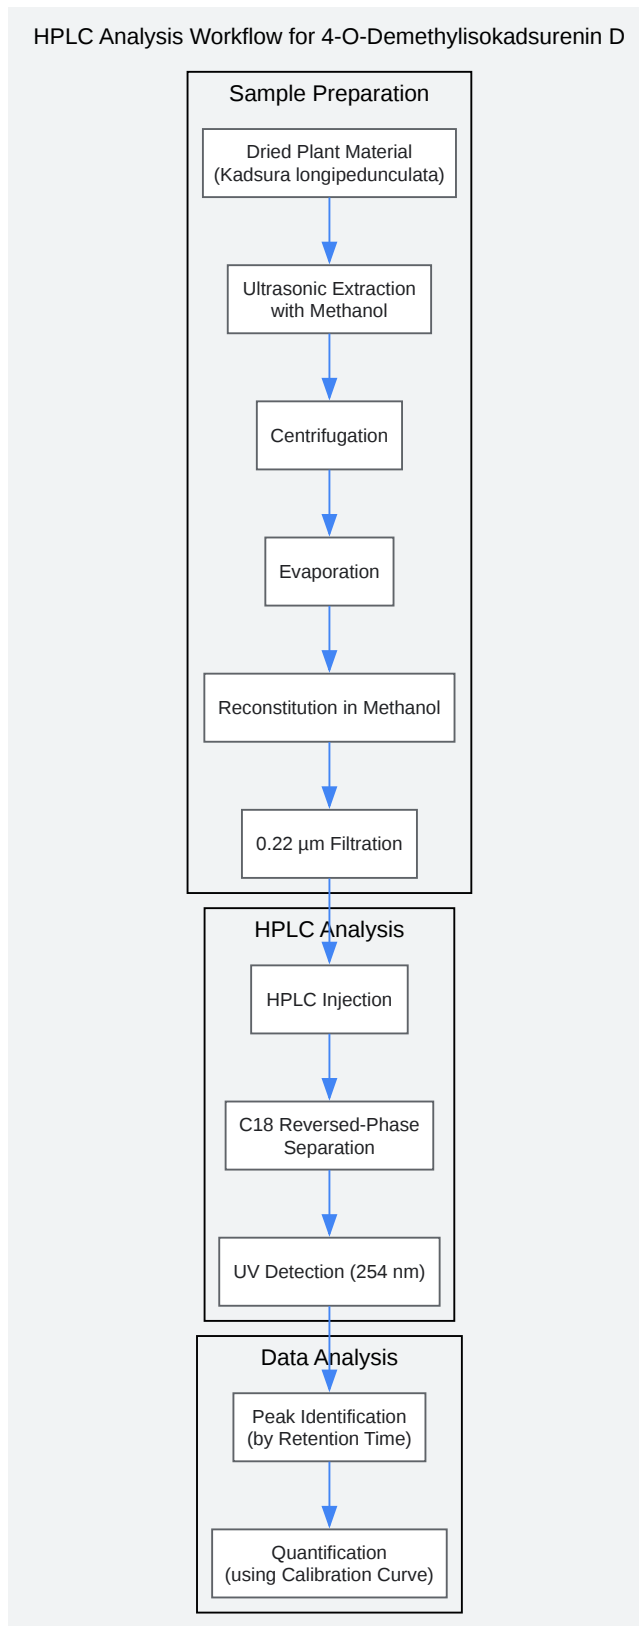 HPLC Analysis Workflow for 4-O-Demethylisokadsurenin D
Sample Preparation
Dried Plant Material
(Kadsura longipedunculata)
Ultrasonic Extraction
with Methanol
Centrifugation
Evaporation
Reconstitution in Methanol
0.22 µm Filtration
HPLC Analysis
HPLC Injection
C18 Reversed-Phase
Separation
UV Detection (254 nm)
Data Analysis
Peak Identification
(by Retention Time)
Quantification
(using Calibration Curve)